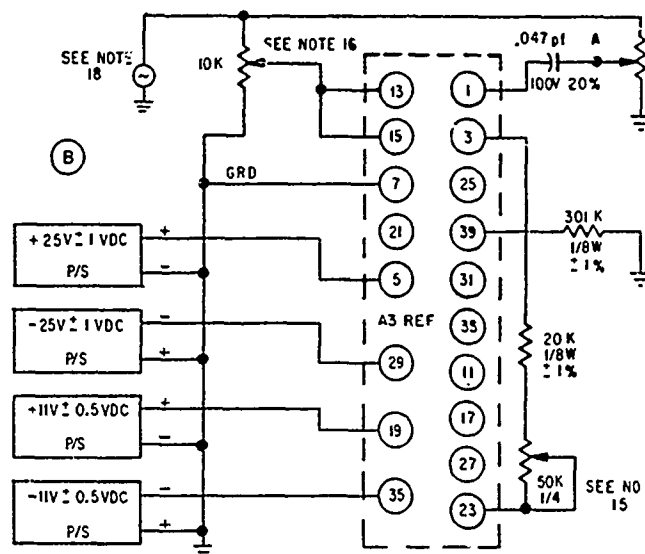 SEE NOTE
18
10K
SEE NOTE 16
.047 pf
A
100V 20%
B
GRD
13
1
15
3
7
25
21
39
5
31
A3 REF
35
29
11
19
17
27
35
23
301 K
1/8W
± 1%
20 K
1/8W
± 1%
50K
1/4
SEE NO
15
+25V ± 1 VDC
P/S
+
−
−25V ± 1 VDC
P/S
−
+
+11V ± 0.5VDC
P/S
+
−
−11V ± 0.5VDC
P/S
−
+